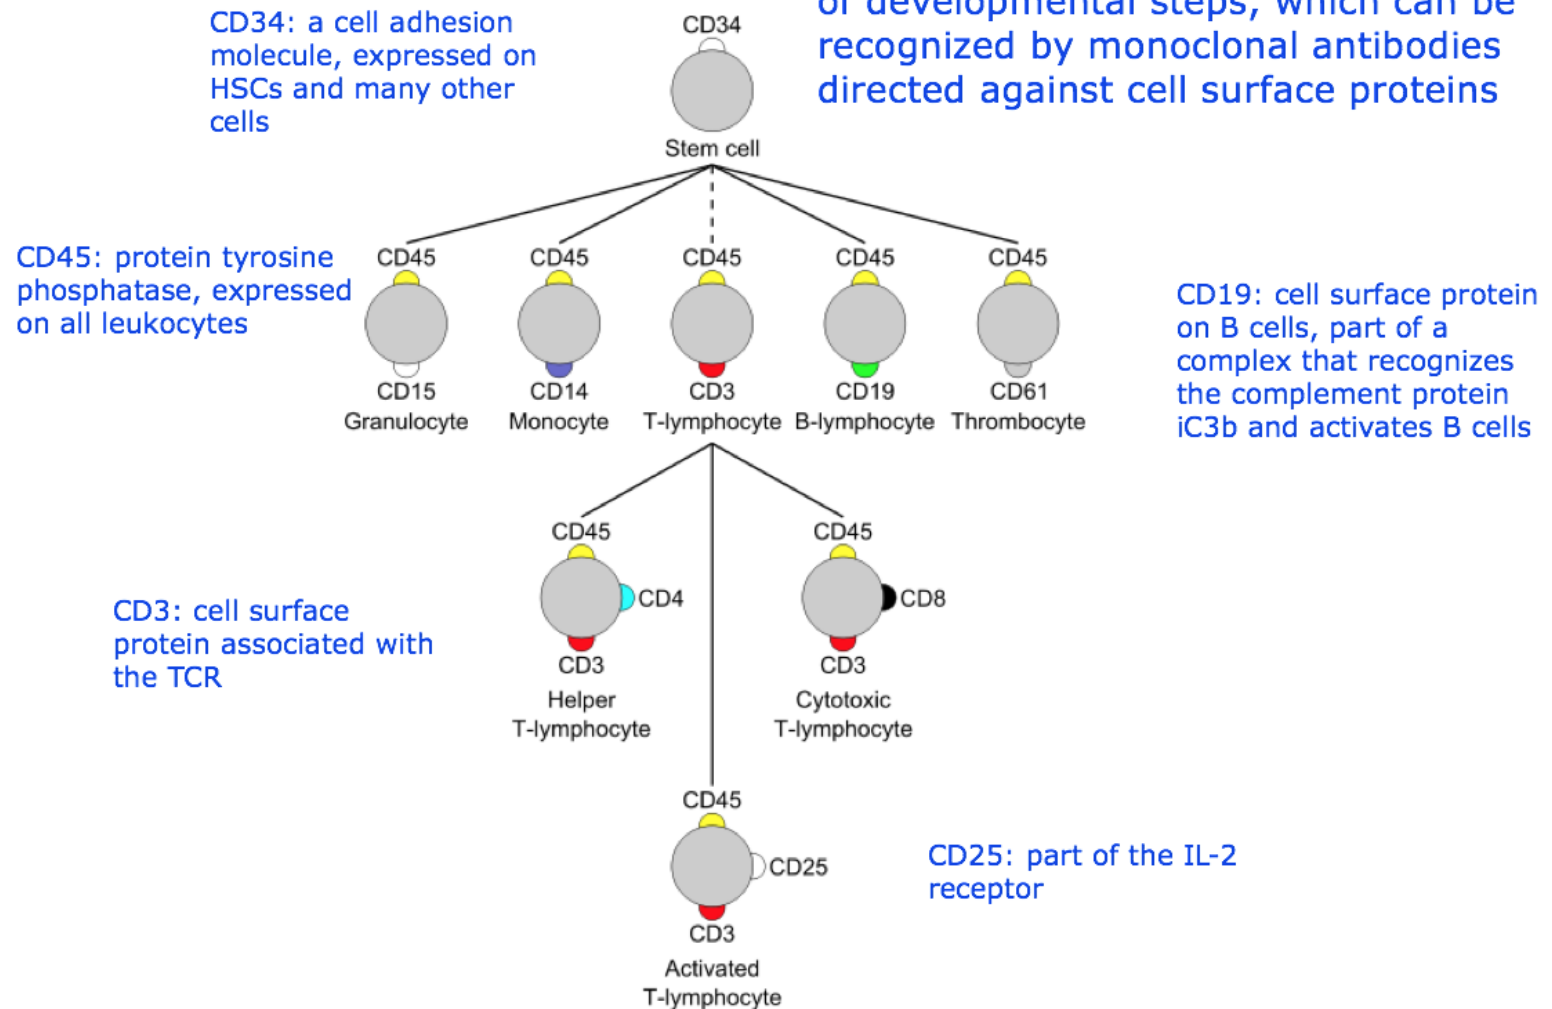 of developmental steps, which can be
recognized by monoclonal antibodies
directed against cell surface proteins
CD34: a cell adhesion
molecule, expressed on
HSCs and many other
cells
CD34
Stem cell
CD45: protein tyrosine
phosphatase, expressed
on all leukocytes
CD45 CD45 CD45 CD45 CD45
CD15 CD14 CD3 CD19 CD61
Granulocyte Monocyte T-lymphocyte B-lymphocyte Thrombocyte
CD19: cell surface protein
on B cells, part of a
complex that recognizes
the complement protein
iC3b and activates B cells
CD3: cell surface
protein associated with
the TCR
CD45
CD4
CD3
Helper
T-lymphocyte
CD45
CD8
CD3
Cytotoxic
T-lymphocyte
CD45
CD25
CD3
Activated
T-lymphocyte
CD25: part of the IL-2
receptor